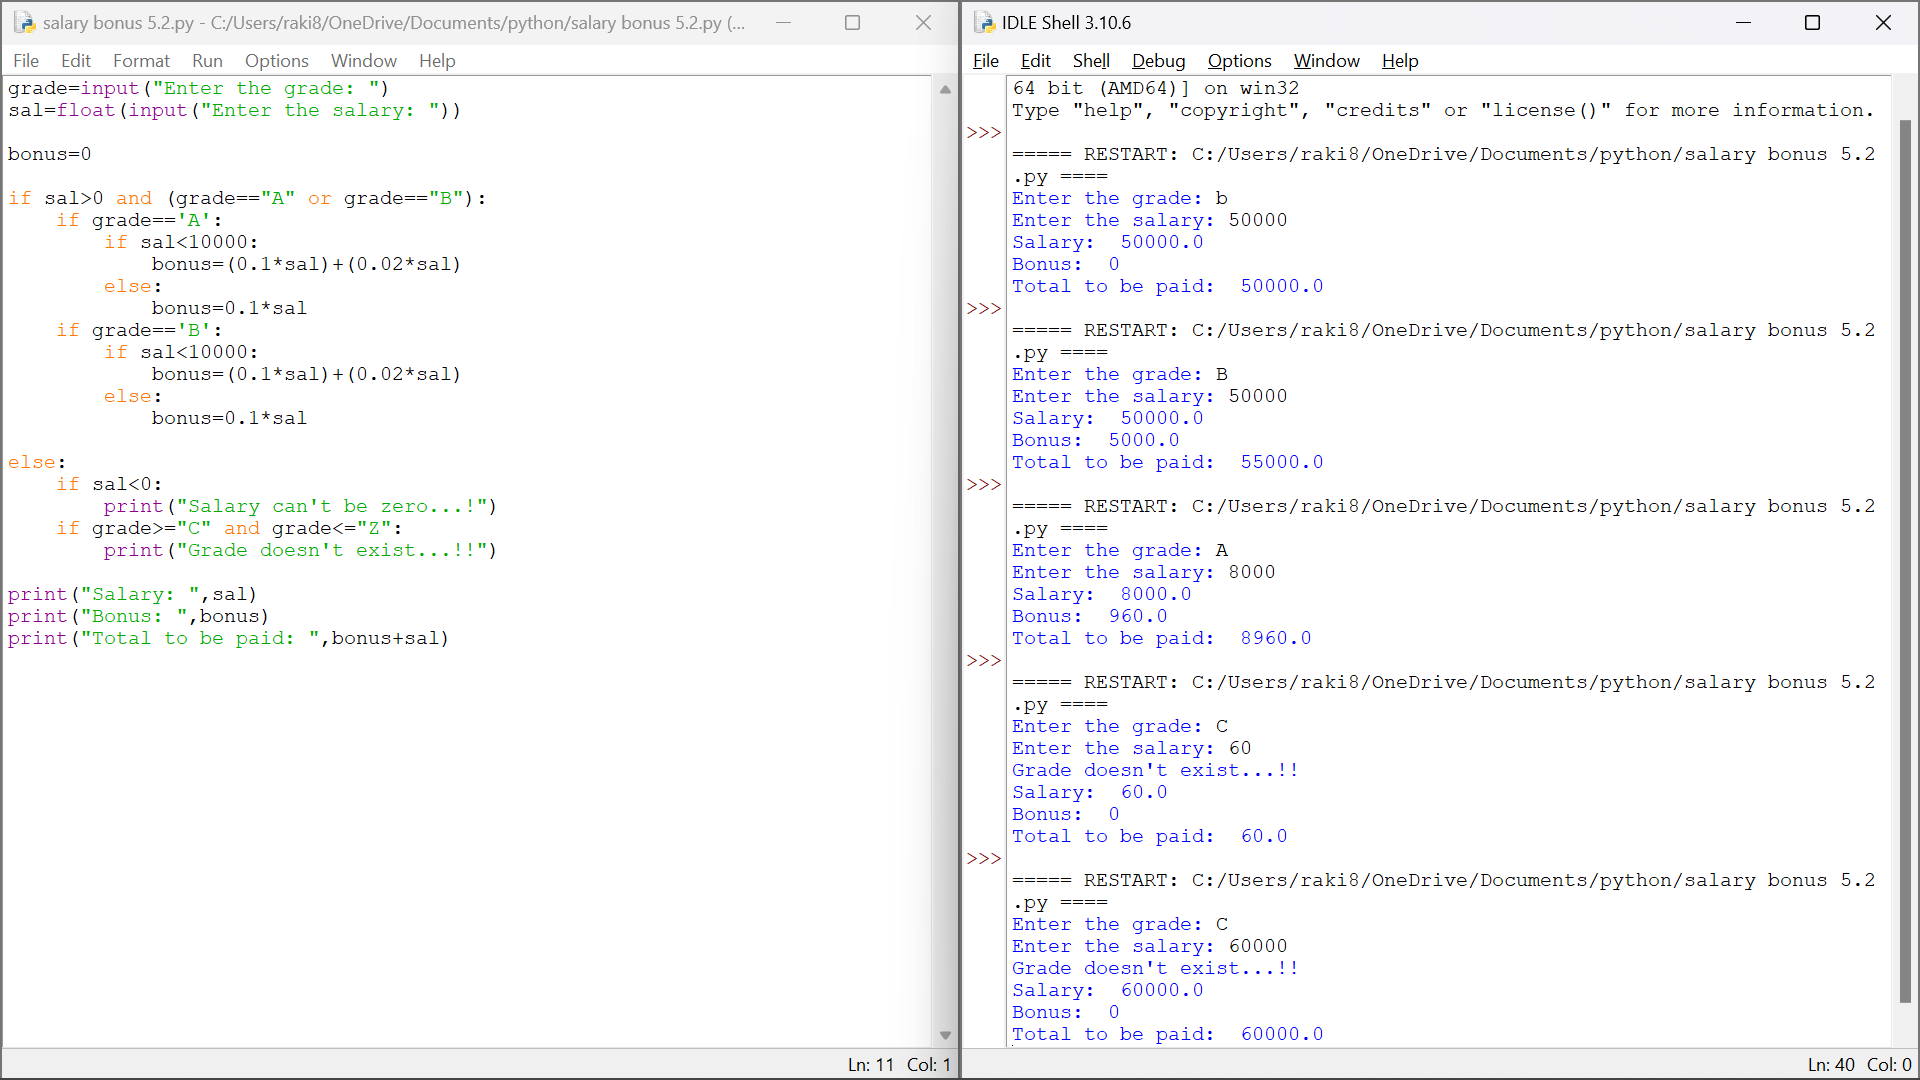 salary bonus 5.2.py - C:/Users/raki8/OneDrive/Documents/python/salary bonus 5.2.py (...
File Edit Format Run Options Window Help
grade=input("Enter the grade: ")
sal=float(input("Enter the salary: "))
bonus=0
if sal>0 and (grade=="A" or grade=="B"):
    if grade=='A':
        if sal<10000:
            bonus=(0.1*sal)+(0.02*sal)
        else:
            bonus=0.1*sal
    if grade=='B':
        if sal<10000:
            bonus=(0.1*sal)+(0.02*sal)
        else:
            bonus=0.1*sal
else:
    if sal<0:
        print("Salary can't be zero...!")
    if grade>="C" and grade<="Z":
        print("Grade doesn't exist...!!")
print("Salary: ",sal)
print("Bonus: ",bonus)
print("Total to be paid: ",bonus+sal)
Ln: 11 Col: 1
IDLE Shell 3.10.6
File Edit Shell Debug Options Window Help
64 bit (AMD64)] on win32
Type "help", "copyright", "credits" or "license()" for more information.
>>>
===== RESTART: C:/Users/raki8/OneDrive/Documents/python/salary bonus 5.2
.py ====
Enter the grade: b
Enter the salary: 50000
Salary:  50000.0
Bonus:  0
Total to be paid:  50000.0
>>>
===== RESTART: C:/Users/raki8/OneDrive/Documents/python/salary bonus 5.2
.py ====
Enter the grade: B
Enter the salary: 50000
Salary:  50000.0
Bonus:  5000.0
Total to be paid:  55000.0
>>>
===== RESTART: C:/Users/raki8/OneDrive/Documents/python/salary bonus 5.2
.py ====
Enter the grade: A
Enter the salary: 8000
Salary:  8000.0
Bonus:  960.0
Total to be paid:  8960.0
>>>
===== RESTART: C:/Users/raki8/OneDrive/Documents/python/salary bonus 5.2
.py ====
Enter the grade: C
Enter the salary: 60
Grade doesn't exist...!!
Salary:  60.0
Bonus:  0
Total to be paid:  60.0
>>>
===== RESTART: C:/Users/raki8/OneDrive/Documents/python/salary bonus 5.2
.py ====
Enter the grade: C
Enter the salary: 60000
Grade doesn't exist...!!
Salary:  60000.0
Bonus:  0
Total to be paid:  60000.0
Ln: 40 Col: 0